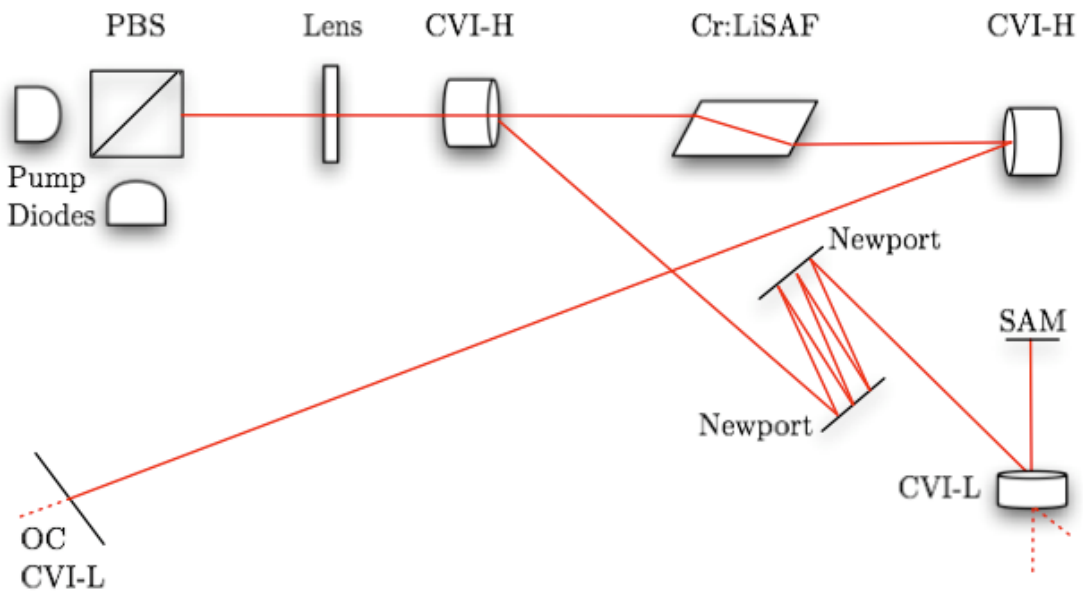 PBS
Lens
CVI-H
Cr:LiSAF
CVI-H
Pump
Diodes
Newport
SAM
Newport
CVI-L
OC
CVI-L